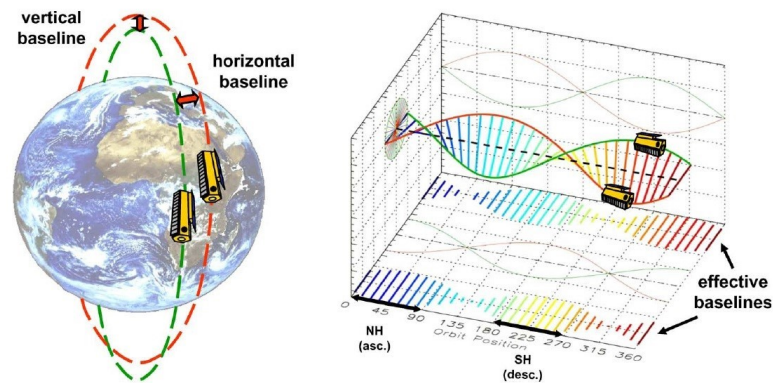 vertical
baseline
horizontal
baseline
effective
baselines
0
45
90
135
180
225
270
315
360
Orbit Position
NH
(asc.)
SH
(desc.)